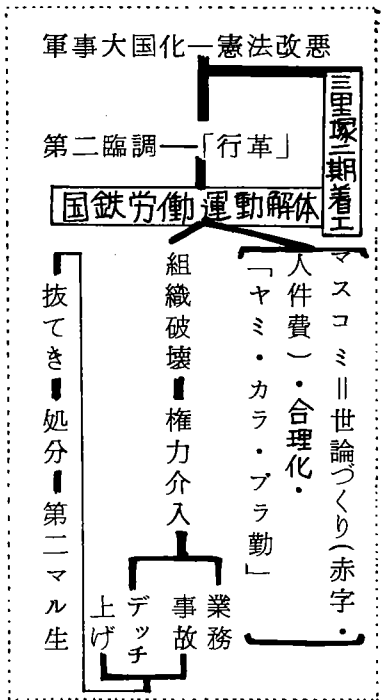 軍事大国化―憲法改悪
三里塚二期着工
第二臨調―「行革」
国鉄労働運動解体
マスコミ＝世論づくり(赤字・
人件費)・合理化・
「ヤミ・カラ・ブラ勤」
組織破壊―権力介入
業務
事故
デッチ
上げ
抜てき―処分―第二マル生